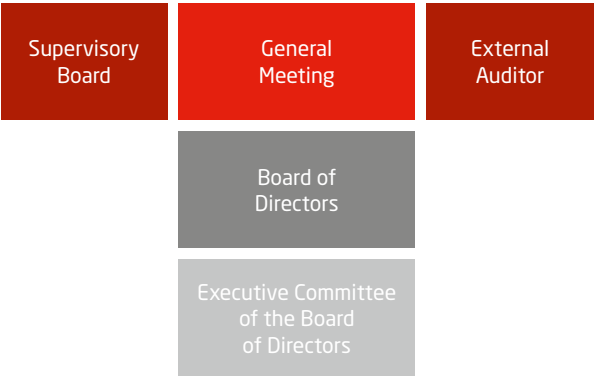 Supervisory
Board
General
Meeting
External
Auditor
Board of
Directors
Executive Committee
of the Board
of Directors